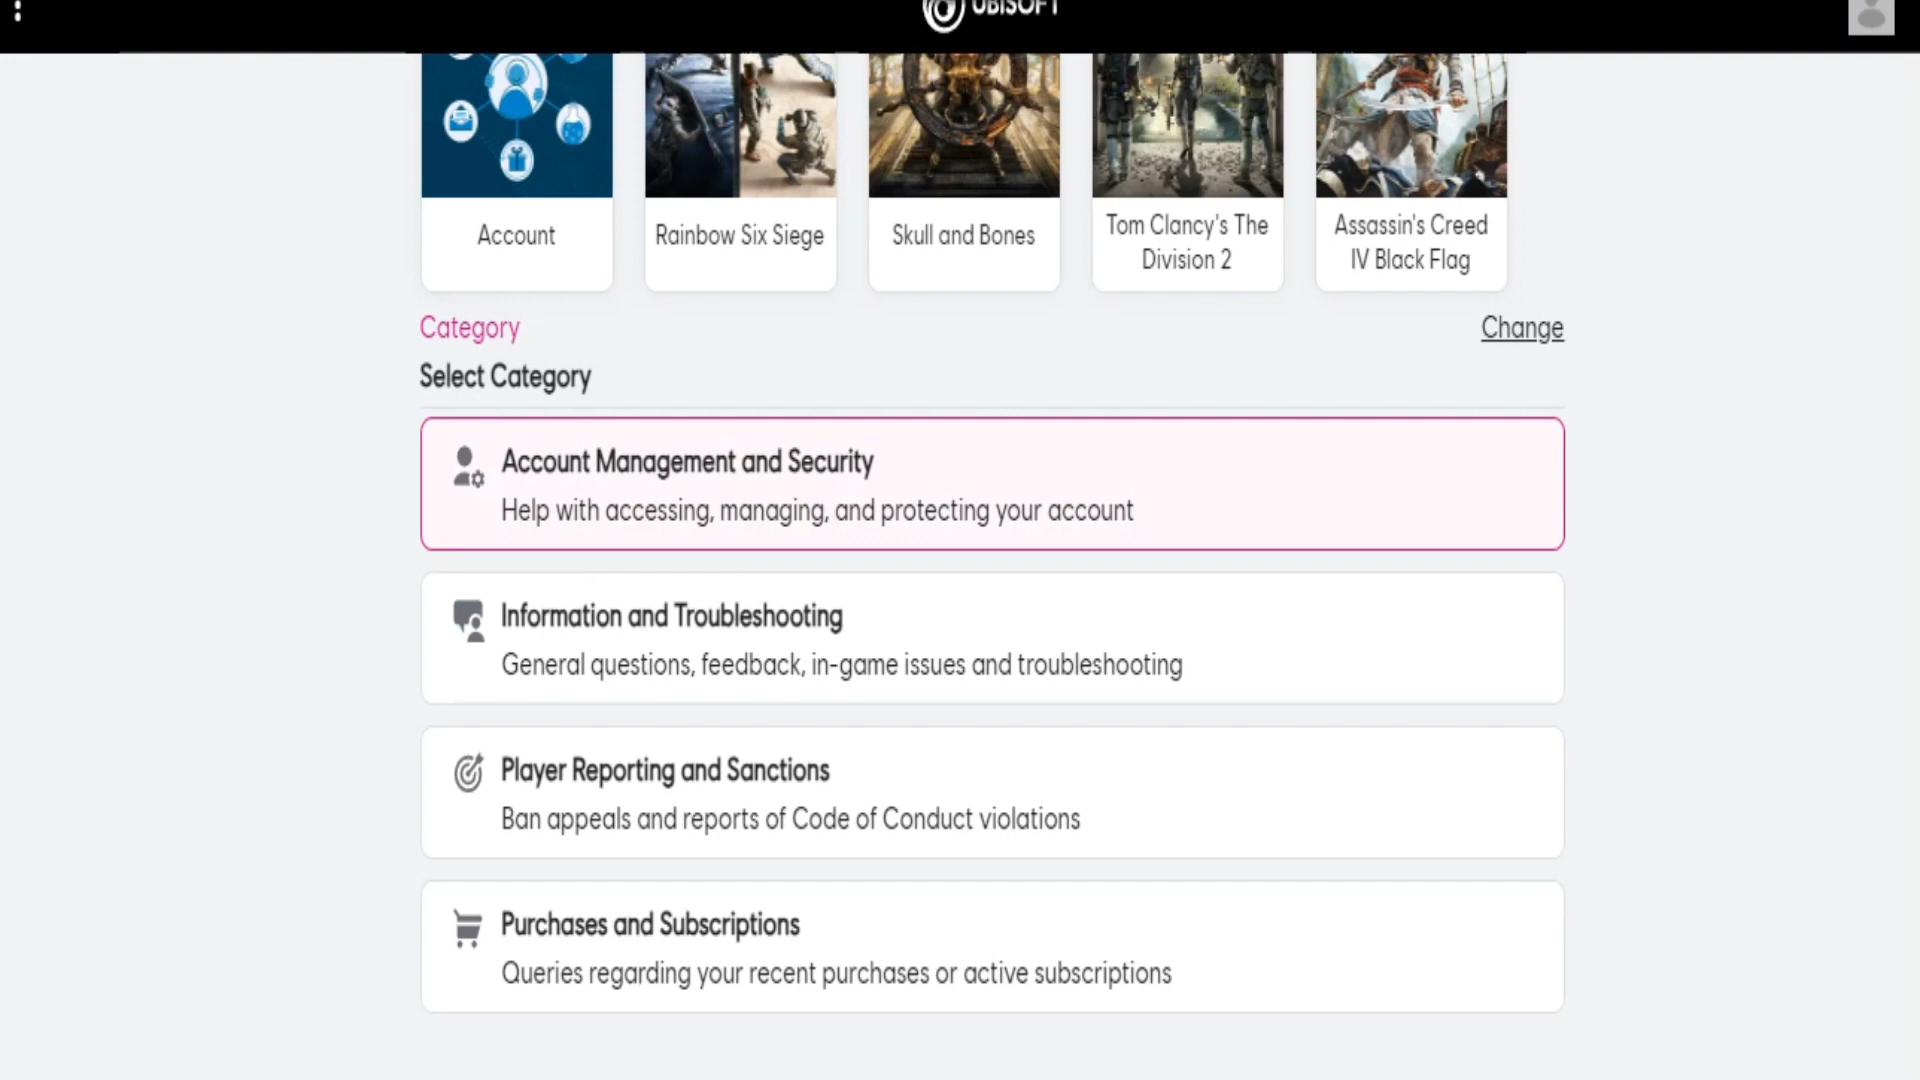 UBISOFT
Account
Rainbow Six Siege
Skull and Bones
Tom Clancy's The
Division 2
Assassin's Creed
IV Black Flag
Category
Change
Select Category
Account Management and Security
Help with accessing, managing, and protecting your account
Information and Troubleshooting
General questions, feedback, in-game issues and troubleshooting
Player Reporting and Sanctions
Ban appeals and reports of Code of Conduct violations
Purchases and Subscriptions
Queries regarding your recent purchases or active subscriptions